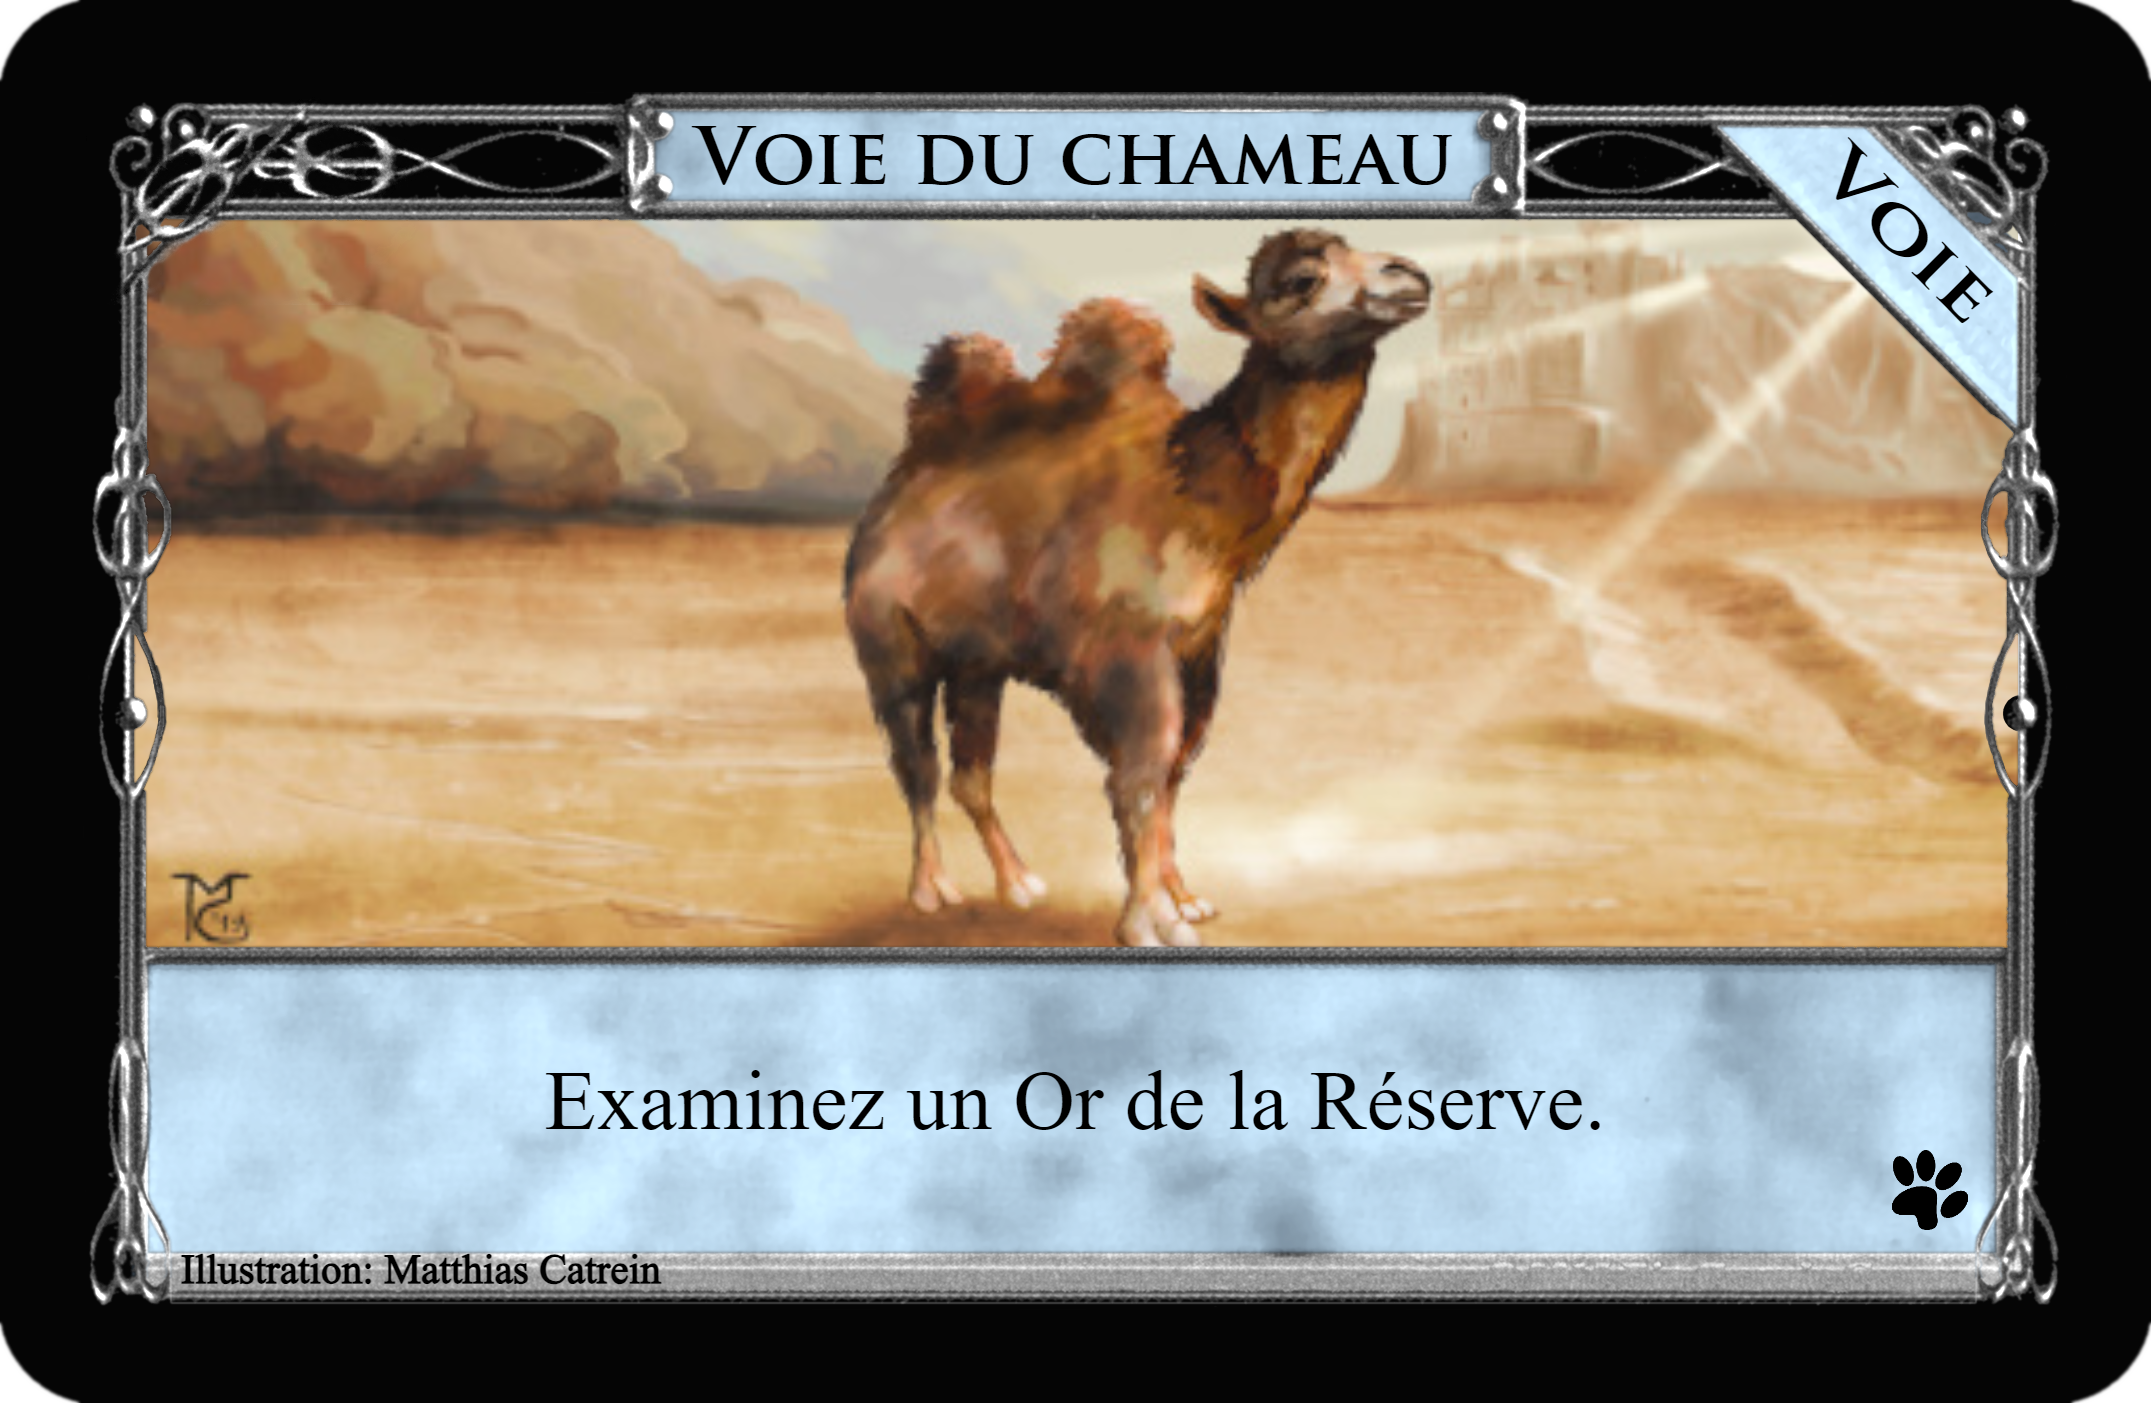 VOIE DU CHAMEAU
VOIE
Examinez un Or de la Réserve.
Illustration: Matthias Catrein